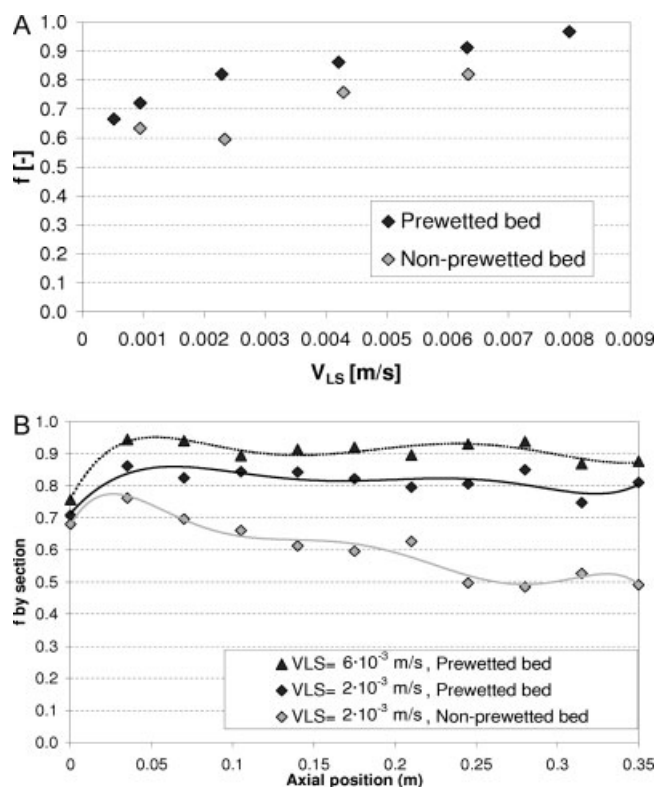 A
1.0
0.9
0.8
0.7
0.6
0.5
0.4
0.3
0.2
0.1
0.0
f [-]
Prewetted bed
Non-prewetted bed
0 0.001 0.002 0.003 0.004 0.005 0.006 0.007 0.008 0.009
V_LS [m/s]
B
1.0
0.9
0.8
0.7
0.6
0.5
0.4
0.3
0.2
0.1
0.0
f by section
VLS= 6·10⁻³ m/s , Prewetted bed
VLS= 2·10⁻³ m/s , Prewetted bed
VLS= 2·10⁻³ m/s , Non-prewetted bed
0 0.05 0.1 0.15 0.2 0.25 0.3 0.35
Axial position (m)